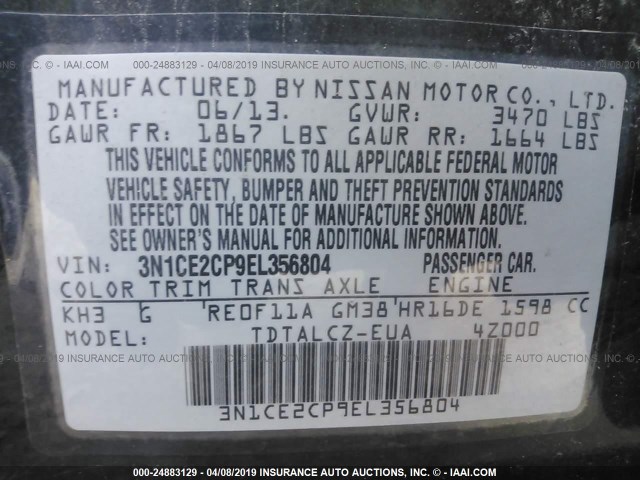 000-24883129 - 04/08/2019 INSURANCE AUTO AUCTIONS, INC. - © IAAI.COM
MANUFACTURED BY NISSAN MOTOR CO., LTD.
DATE: 06/13. GVWR: 3470 LBS
GAWR FR: 1867 LBS GAWR RR: 1664 LBS
THIS VEHICLE CONFORMS TO ALL APPLICABLE FEDERAL MOTOR
VEHICLE SAFETY, BUMPER AND THEFT PREVENTION STANDARDS
IN EFFECT ON THE DATE OF MANUFACTURE SHOWN ABOVE.
SEE OWNER'S MANUAL FOR ADDITIONAL INFORMATION.
VIN: 3N1CE2CP9EL356804 PASSENGER CAR.
COLOR TRIM TRANS AXLE ENGINE
KH3 G 'REOF11A GM38'HR16DE 1598 CC
TDTALCZ-EUA 4Z000
3N1CE2CP9EL356804
000-24883129 - 04/08/2019 INSURANCE AUTO AUCTIONS, INC. - © IAAI.COM